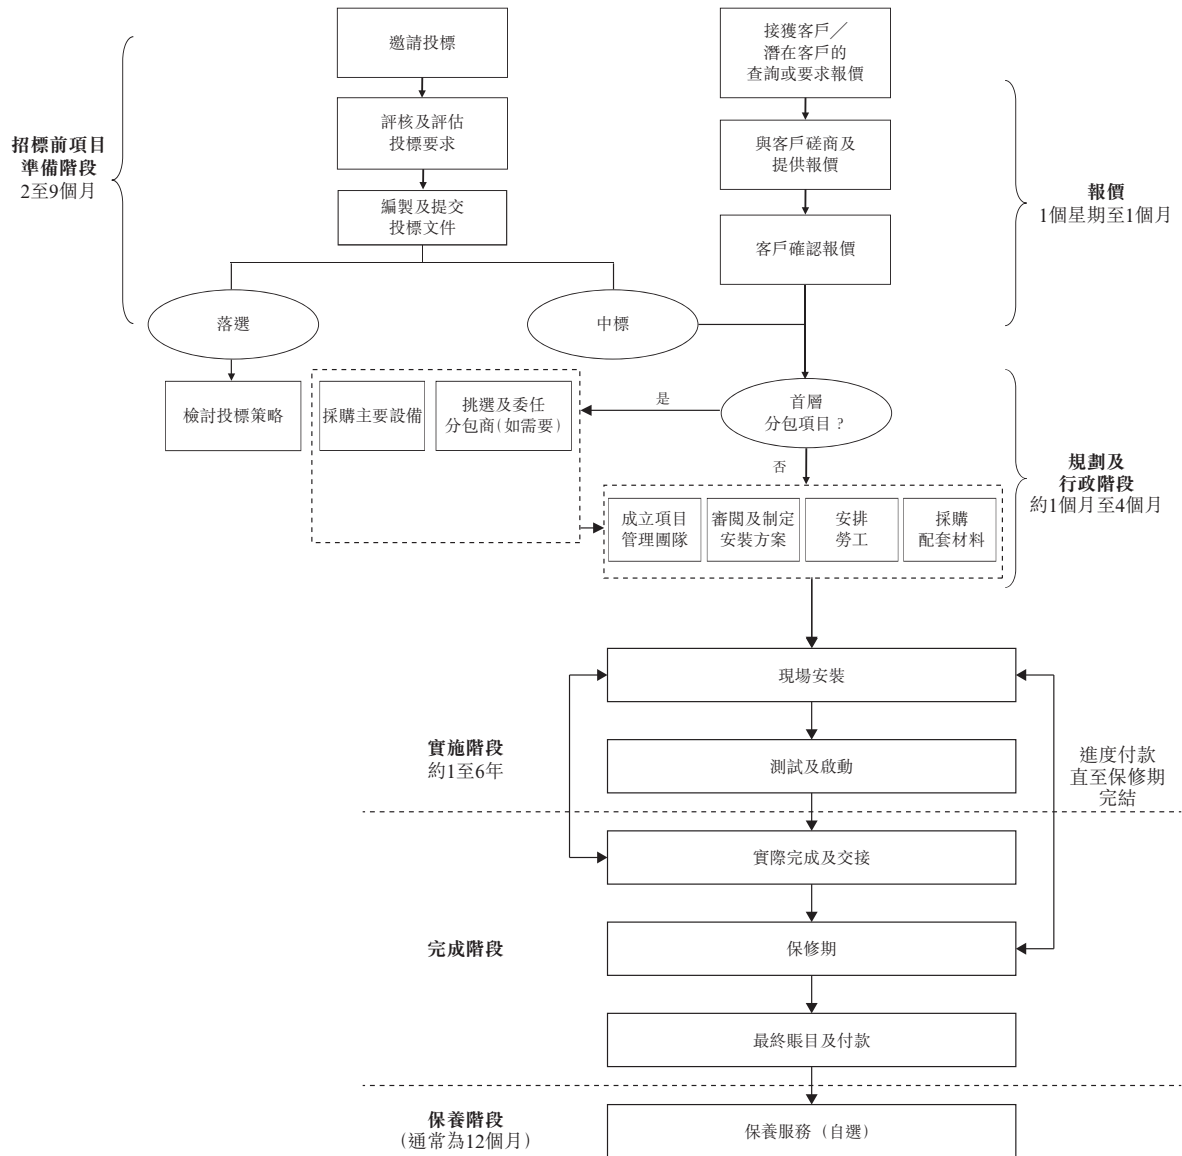 邀請投標
評核及評估
投標要求
編製及提交
投標文件
招標前項目
準備階段
2至9個月
落選
中標
檢討投標策略
接獲客戶／
潛在客戶的
查詢或要求報價
與客戶磋商及
提供報價
客戶確認報價
報價
1個星期至1個月
首層
分包項目？
是
否
採購主要設備
挑選及委任
分包商(如需要)
成立項目
管理團隊
審閱及制定
安裝方案
安排
勞工
採購
配套材料
規劃及
行政階段
約1個月至4個月
現場安裝
測試及啟動
實施階段
約1至6年
進度付款
直至保修期
完結
實際完成及交接
保修期
完成階段
最終賬目及付款
保養階段
(通常為12個月)
保養服務（自選）